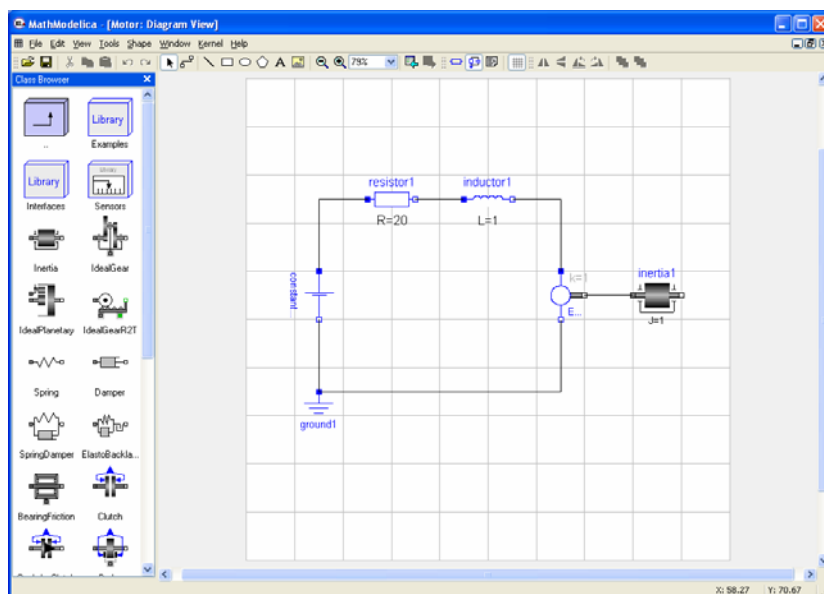 MathModelica - [Motor: Diagram View]
File Edit View Tools Shape Window Kernel Help
79%
Class Browser
Library
.. Examples
Library
Interfaces Sensors
Inertia IdealGear
IdealPlanetary IdealGearR2T
Spring Damper
SpringDamper ElastoBackla...
BearingFriction Clutch
resistor1 inductor1
R=20 L=1
constant...
k=1 inertia1
E...
J=1
ground1
X: 58.27 Y: 70.67